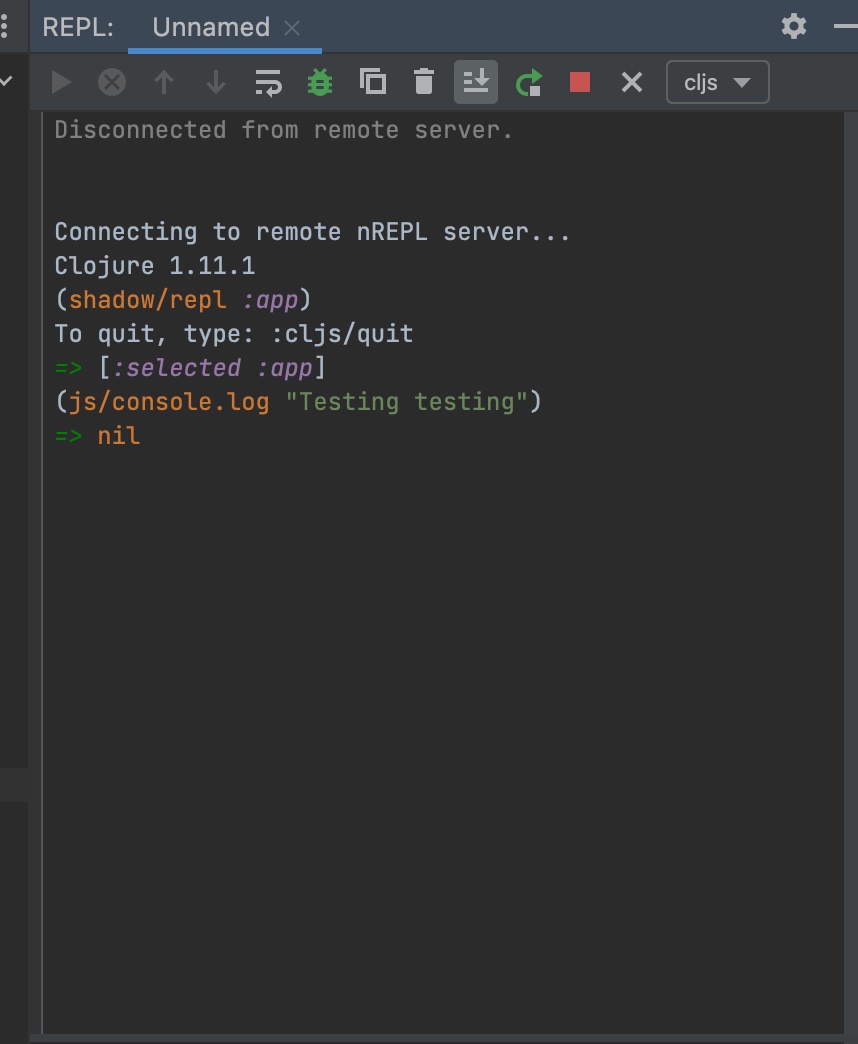 REPL: Unnamed
cljs
Disconnected from remote server.
Connecting to remote nREPL server...
Clojure 1.11.1
(shadow/repl :app)
To quit, type: :cljs/quit
=> [:selected :app]
(js/console.log "Testing testing")
=> nil